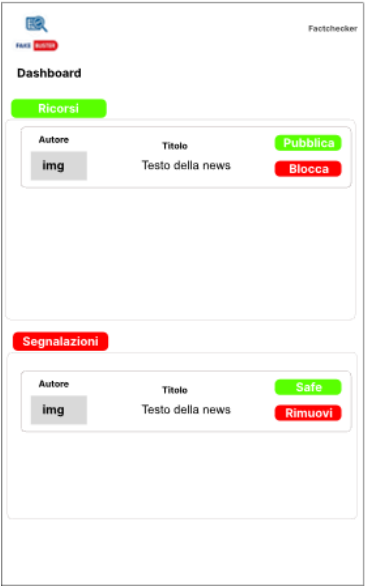 Factchecker
FAKE BUSTER
Dashboard
Ricorsi
Autore
Titolo
Pubblica
img
Testo della news
Blocca
Segnalazioni
Autore
Titolo
Safe
img
Testo della news
Rimuovi